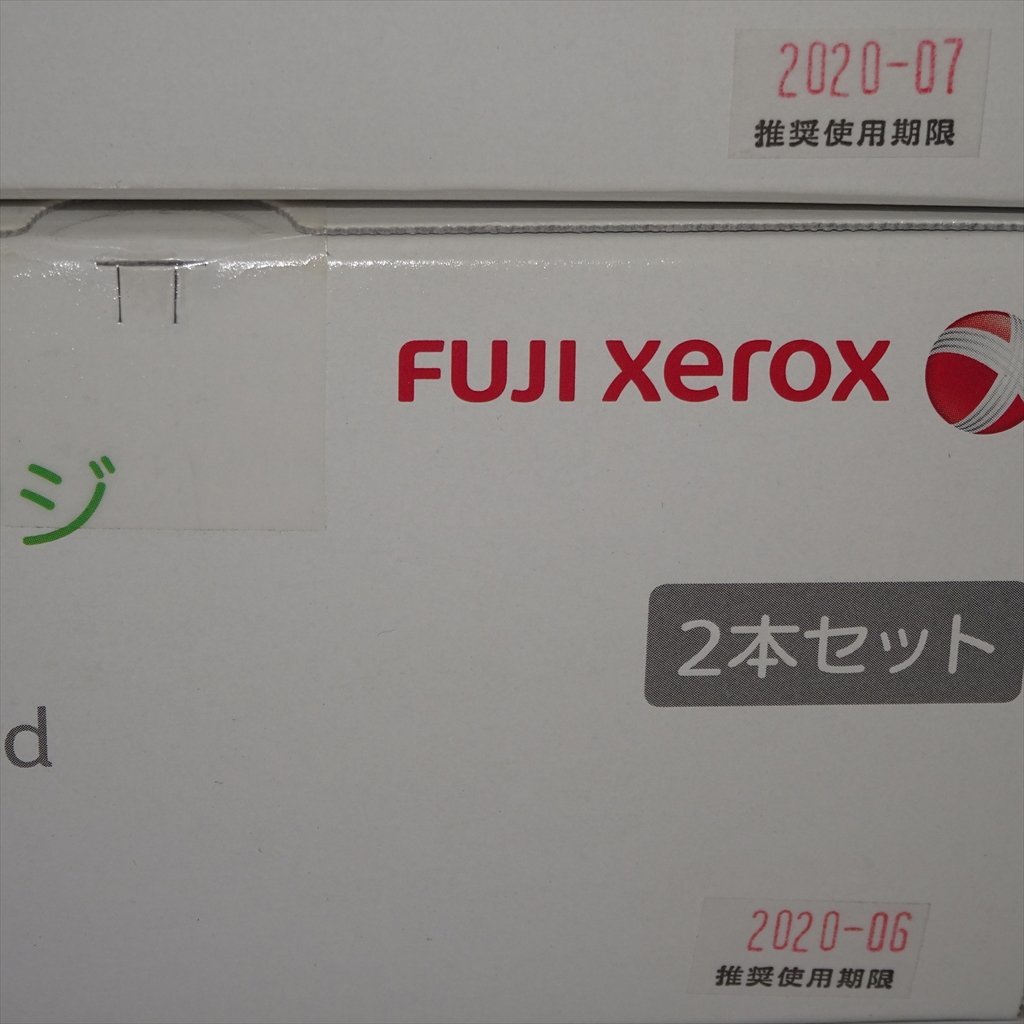 2020-07
推奨使用期限
FUJI xerox
ジ
2本セット
d
2020-06
推奨使用期限